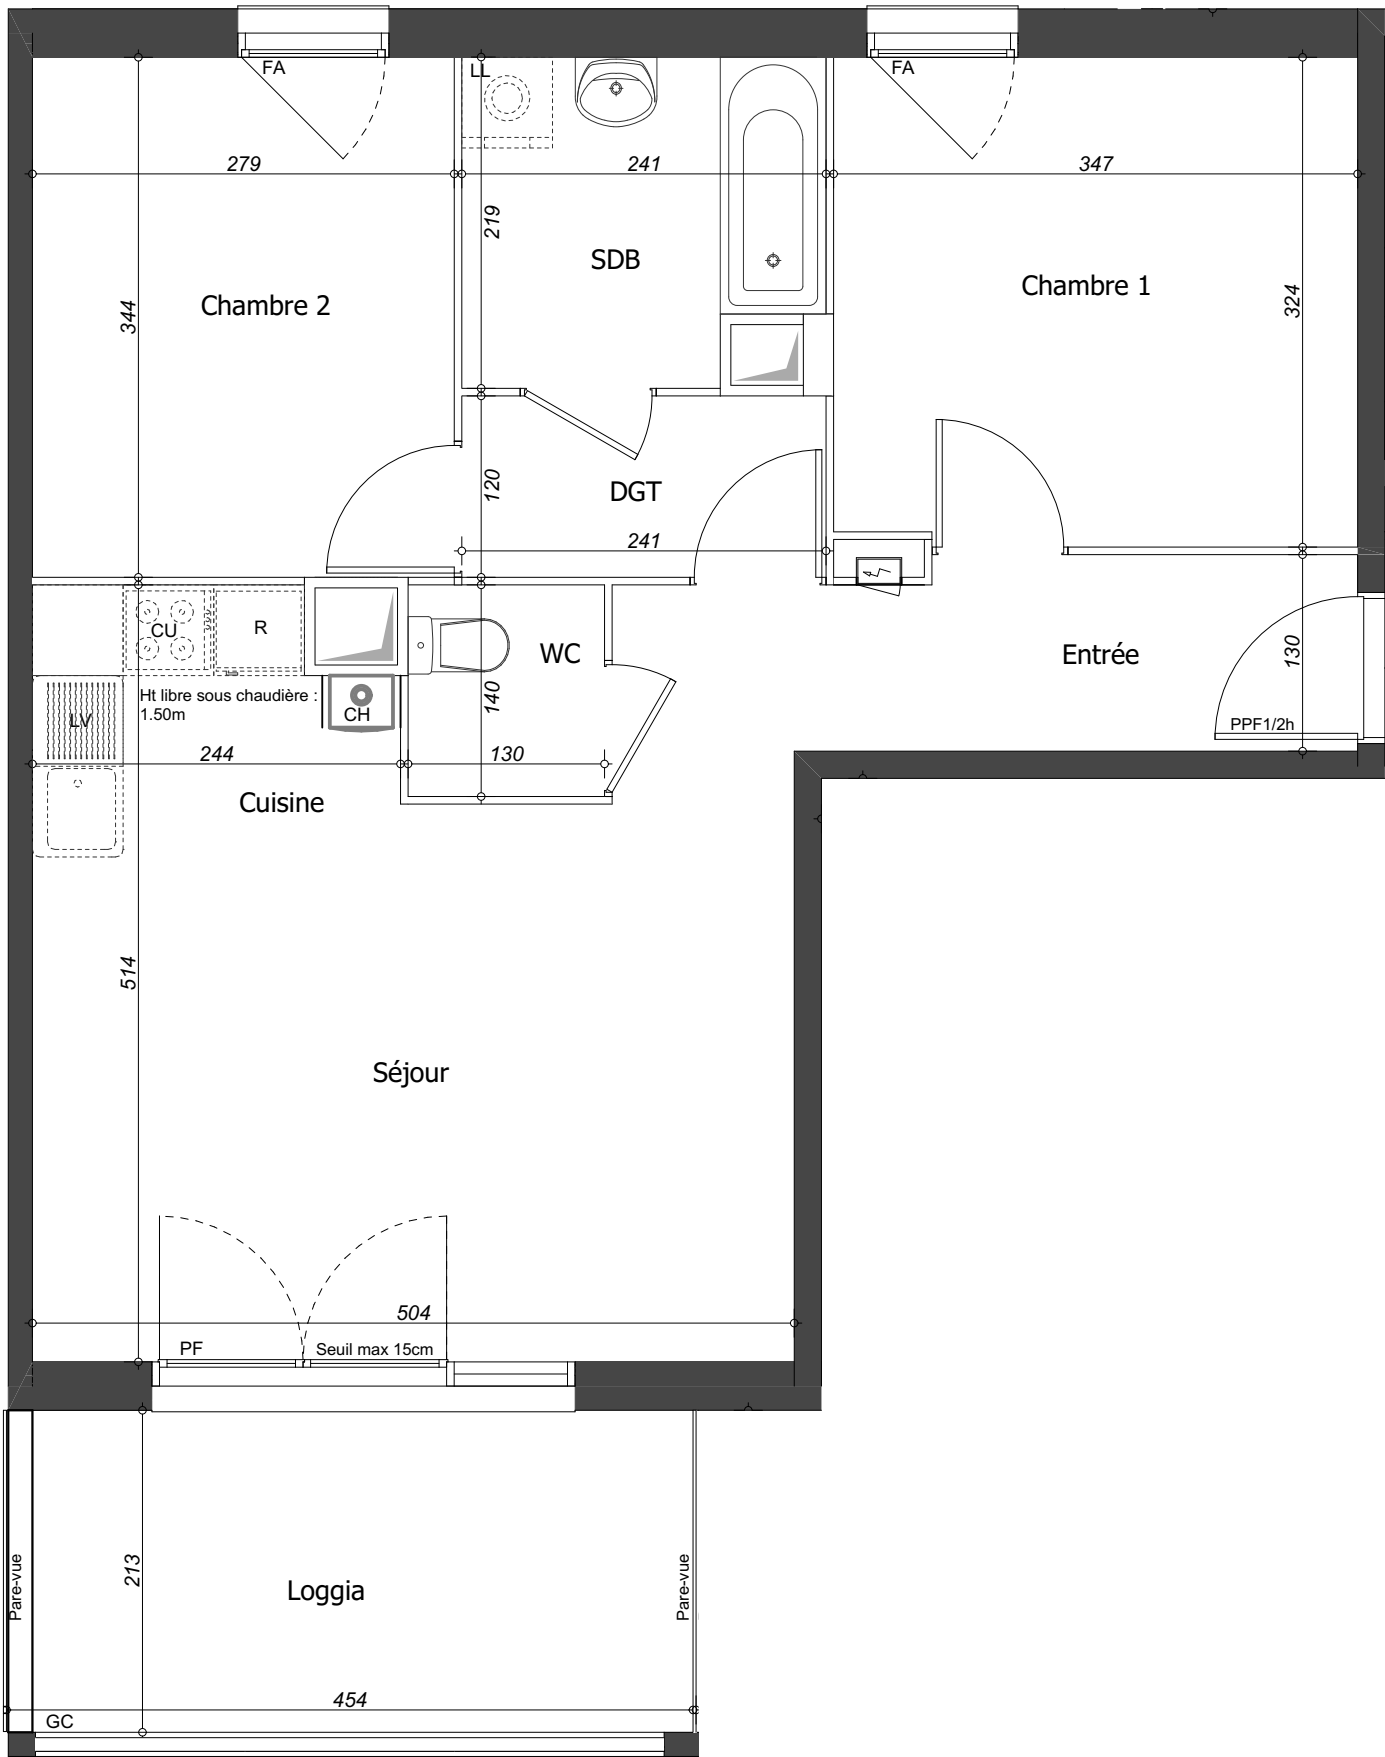 FA
LL
FA
279
241
347
219
SDB
Chambre 1
Chambre 2
344
324
120
DGT
241
CU
R
WC
Entrée
130
Ht libre sous chaudière :
1.50m
LV
CH
140
PPF1/2h
244
130
Cuisine
514
Séjour
504
PF
Seuil max 15cm
Pare-vue
213
Loggia
Pare-vue
454
GC